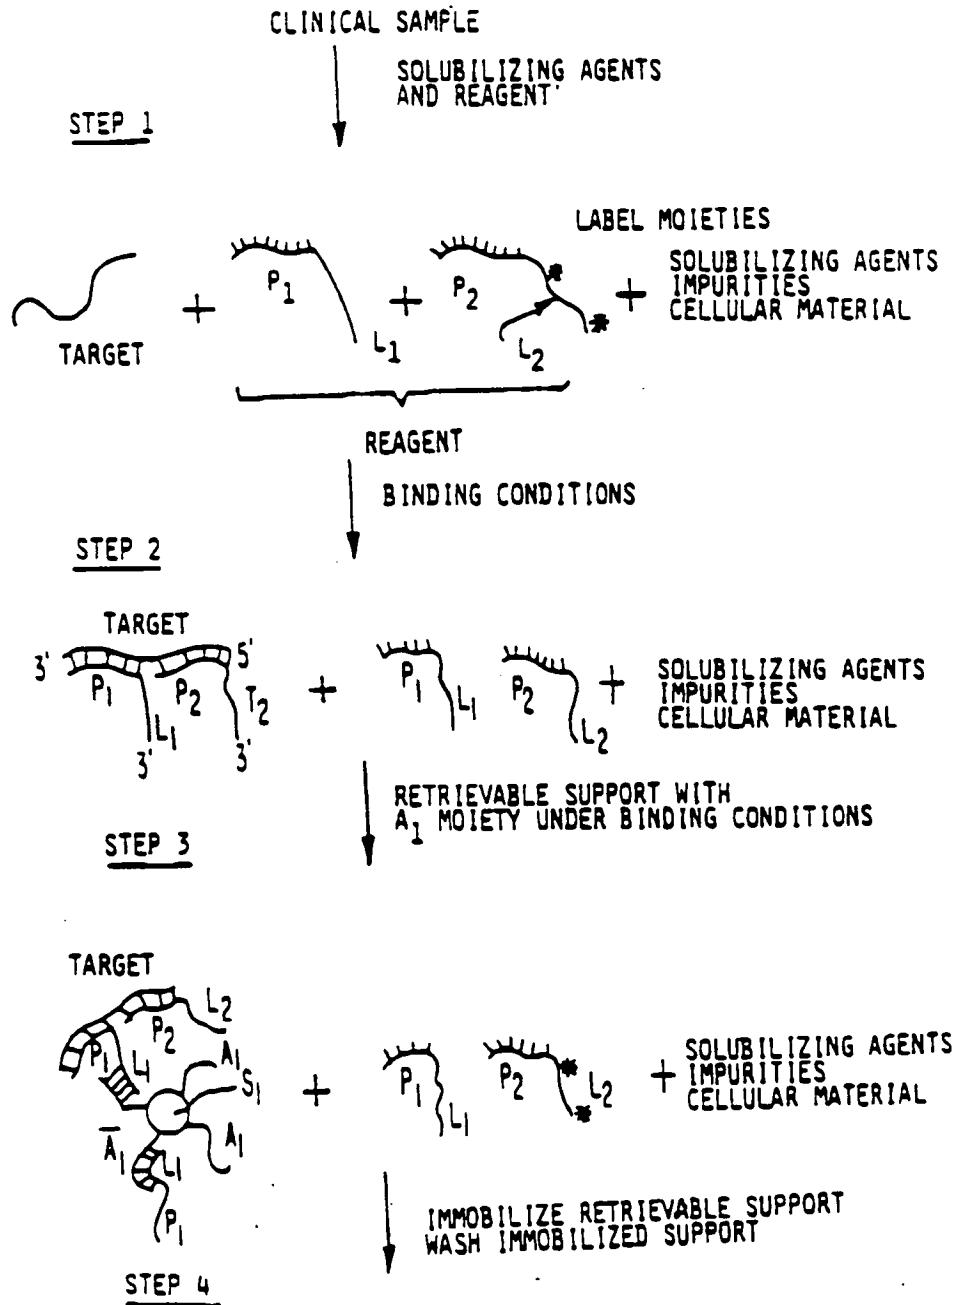 CLINICAL SAMPLE
SOLUBILIZING AGENTS
AND REAGENT
STEP 1
LABEL MOIETIES
SOLUBILIZING AGENTS
IMPURITIES
CELLULAR MATERIAL
P1
P2
+
+
+
TARGET
L1
L2
REAGENT
BINDING CONDITIONS
STEP 2
TARGET
3' 5'
P1 P2 T2
L1
3' 3'
+
P1 L1
P2 L2
+
SOLUBILIZING AGENTS
IMPURITIES
CELLULAR MATERIAL
RETRIEVABLE SUPPORT WITH
A1 MOIETY UNDER BINDING CONDITIONS
STEP 3
TARGET
L2
P2
P1 L1 A1
S1
A̅1 L1 A1
P1
+
P1 L1
P2 L2
+
SOLUBILIZING AGENTS
IMPURITIES
CELLULAR MATERIAL
IMMOBILIZE RETRIEVABLE SUPPORT
WASH IMMOBILIZED SUPPORT
STEP 4